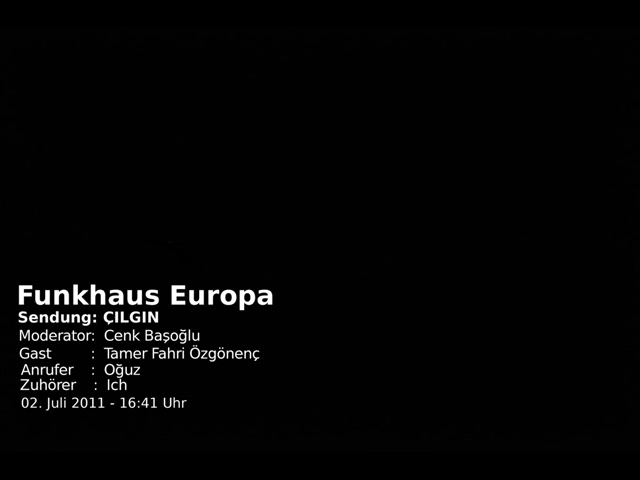 Funkhaus Europa
Sendung: ÇILGIN
Moderator: Cenk Başoğlu
Gast : Tamer Fahri Özgönenç
Anrufer : Oğuz
Zuhörer : Ich
02. Juli 2011 - 16:41 Uhr